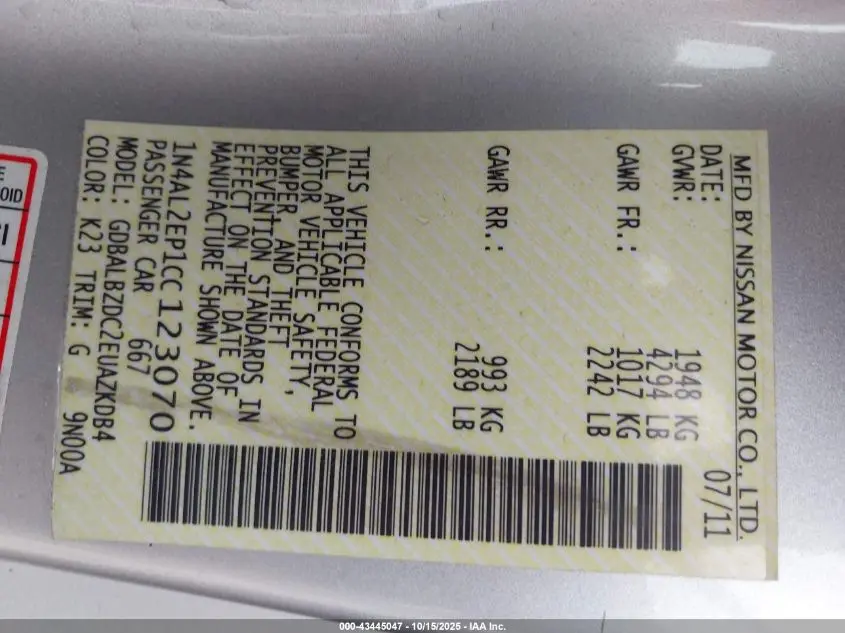 MFD BY NISSAN MOTOR CO., LTD.
DATE: 07/11
GVWR: 1948 KG
4294 LB
GAWR FR.: 1017 KG
2242 LB
GAWR RR.: 993 KG
2189 LB
THIS VEHICLE CONFORMS TO
ALL APPLICABLE FEDERAL
MOTOR VEHICLE SAFETY,
BUMPER AND THEFT
PREVENTION STANDARDS IN
EFFECT ON THE DATE OF
MANUFACTURE SHOWN ABOVE.
1N4AL2EP1CC123070
PASSENGER CAR 667
MODEL: GDBALBZDC2EUAZKDB4
COLOR: K23 TRIM: G 9N00A
000-43445047 - 10/15/2025 - IAA Inc.